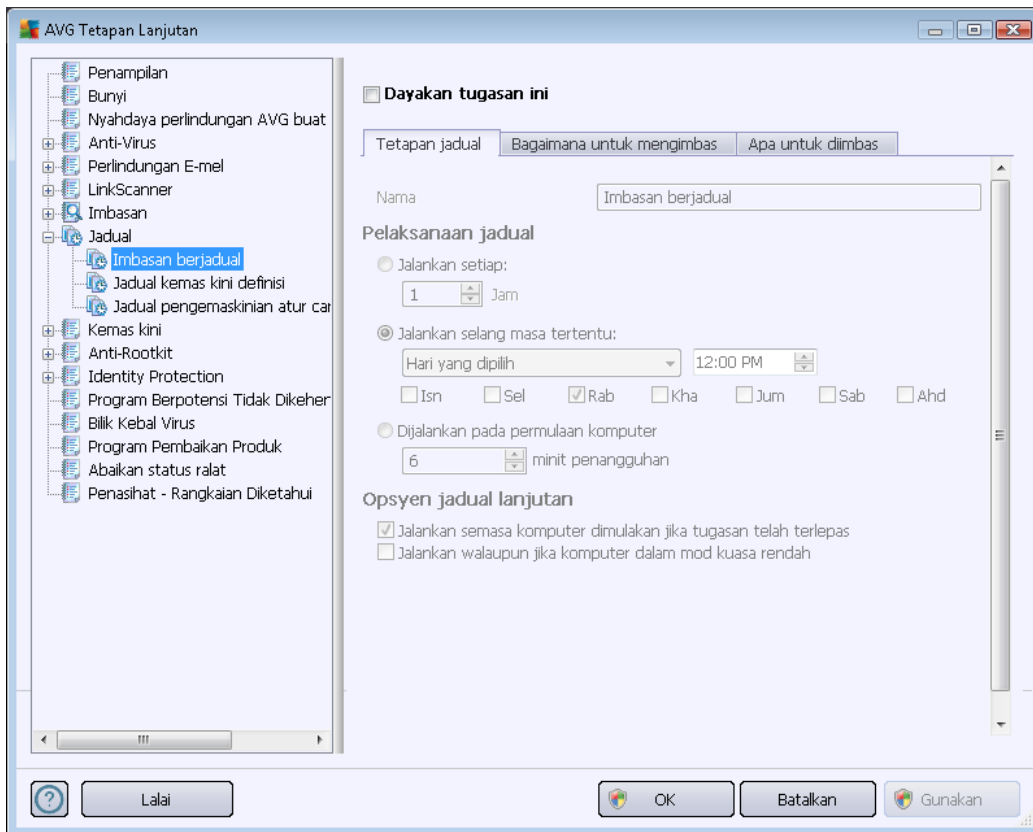 AVG Tetapan Lanjutan
Penampilan
Bunyi
Nyahdaya perlindungan AVG buat
Anti-Virus
Perlindungan E-mel
LinkScanner
Imbasan
Jadual
Imbasan berjadual
Jadual kemas kini definisi
Jadual pengemaskinian atur car
Kemas kini
Anti-Rootkit
Identity Protection
Program Berpotensi Tidak Dikeher
Bilik Kebal Virus
Program Pembaikan Produk
Abaikan status ralat
Penasihat - Rangkaian Diketahui
Dayakan tugasan ini
Tetapan jadual Bagaimana untuk mengimbas Apa untuk diimbas
Nama Imbasan berjadual
Pelaksanaan jadual
Jalankan setiap:
1 Jam
Jalankan selang masa tertentu:
Hari yang dipilih 12:00 PM
Isn Sel Rab Kha Jum Sab Ahd
Dijalankan pada permulaan komputer
6 minit penangguhan
Opsyen jadual lanjutan
Jalankan semasa komputer dimulakan jika tugasan telah terlepas
Jalankan walaupun jika komputer dalam mod kuasa rendah
? Lalai OK Batalkan Gunakan